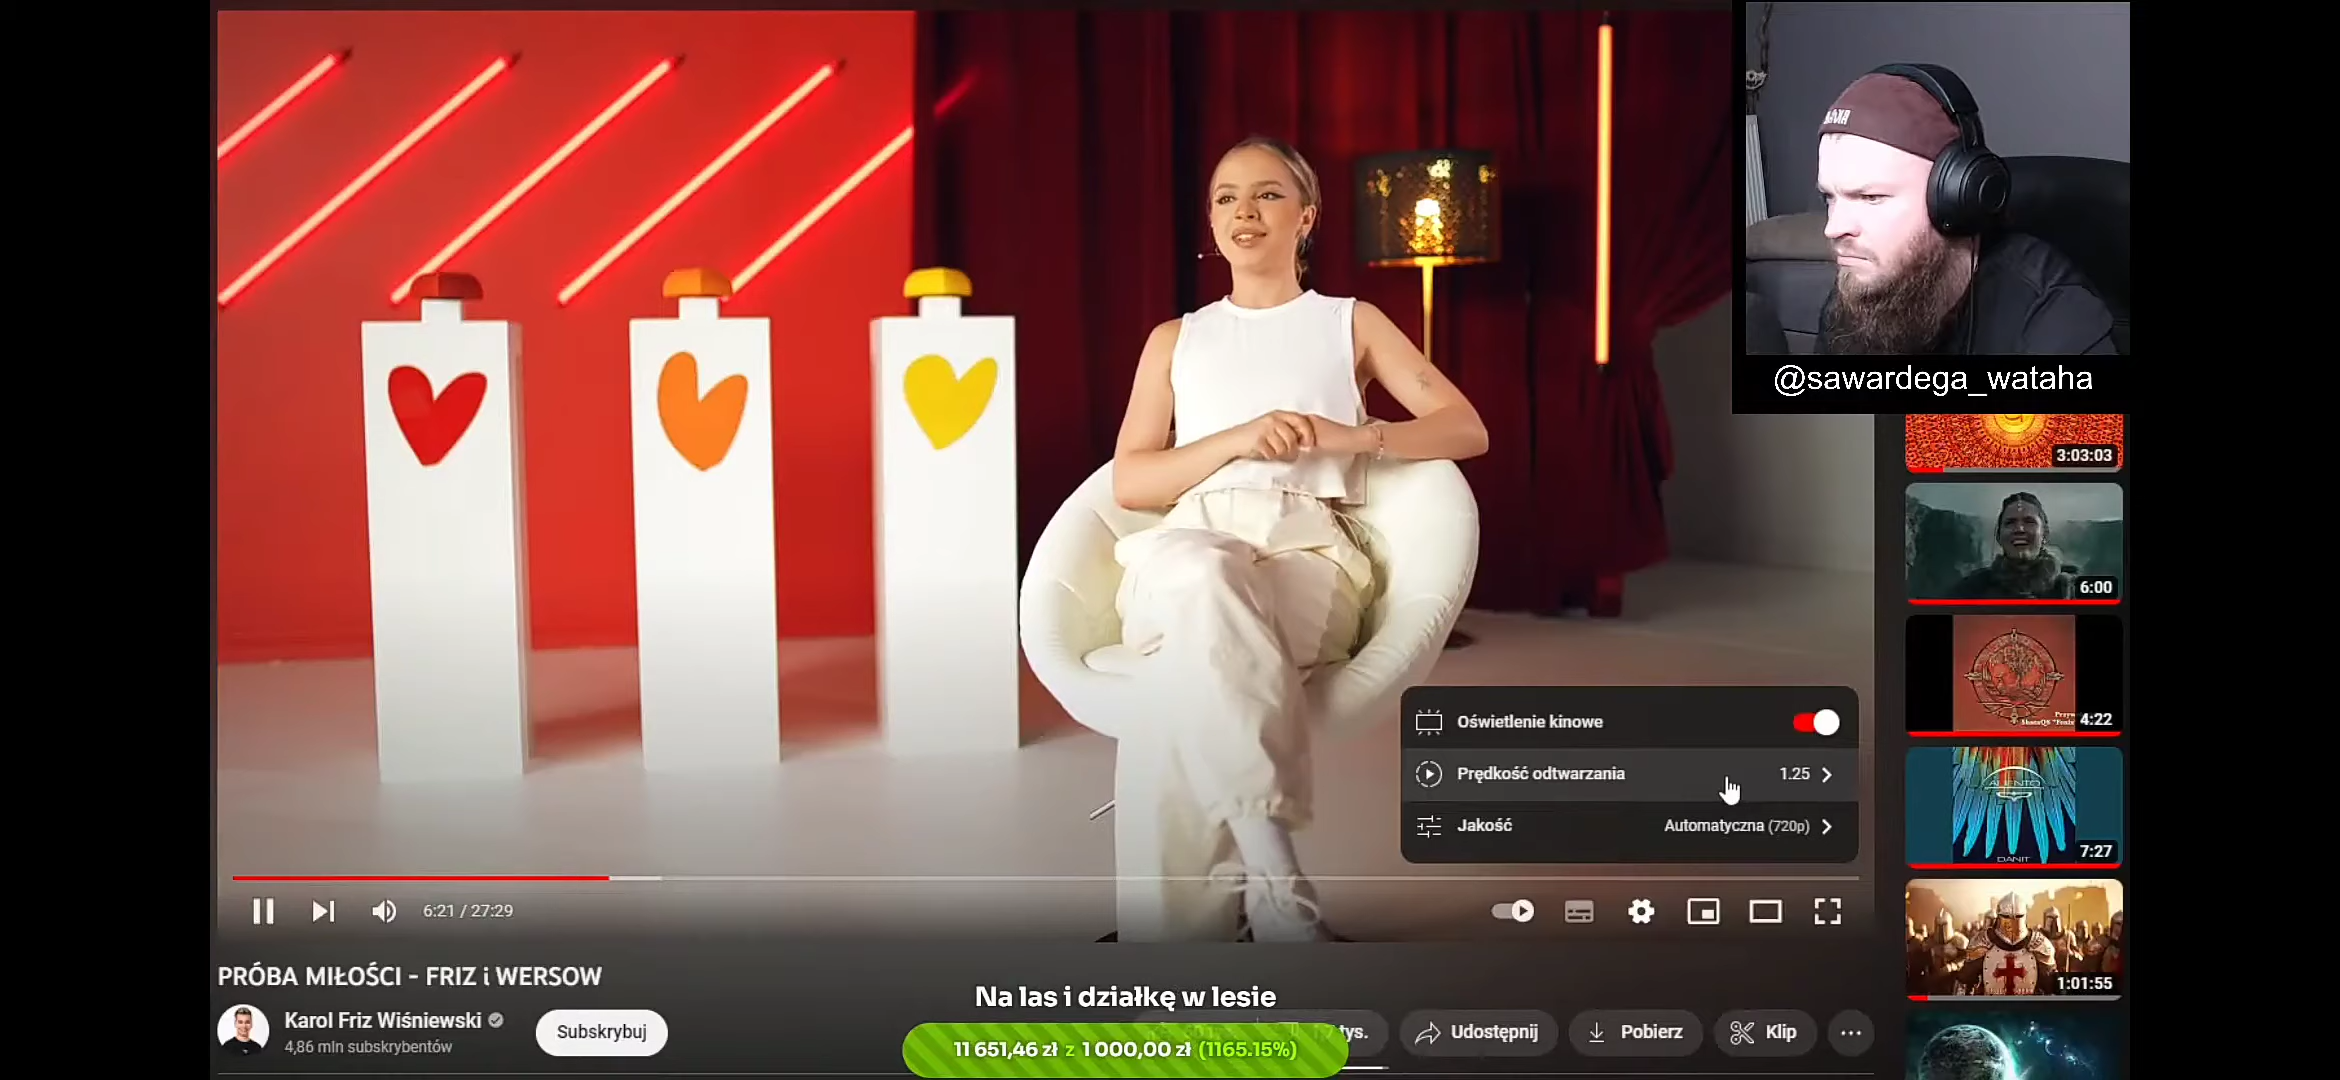 @sawardega_wataha
3:03:03
6:00
4:22
7:27
DANIT
1:01:55
Oświetlenie kinowe
Prędkość odtwarzania 1.25
Jakość Automatyczna (720p)
6:21 / 27:29
PRÓBA MIŁOŚCI - FRIZ i WERSOW
Karol Friz Wiśniewski
4,86 mln subskrybentów
Subskrybuj
Na las i działkę w lesie
11 651,46 zł z 1 000,00 zł (1165.15%)
tys.
Udostępnij
Pobierz
Klip